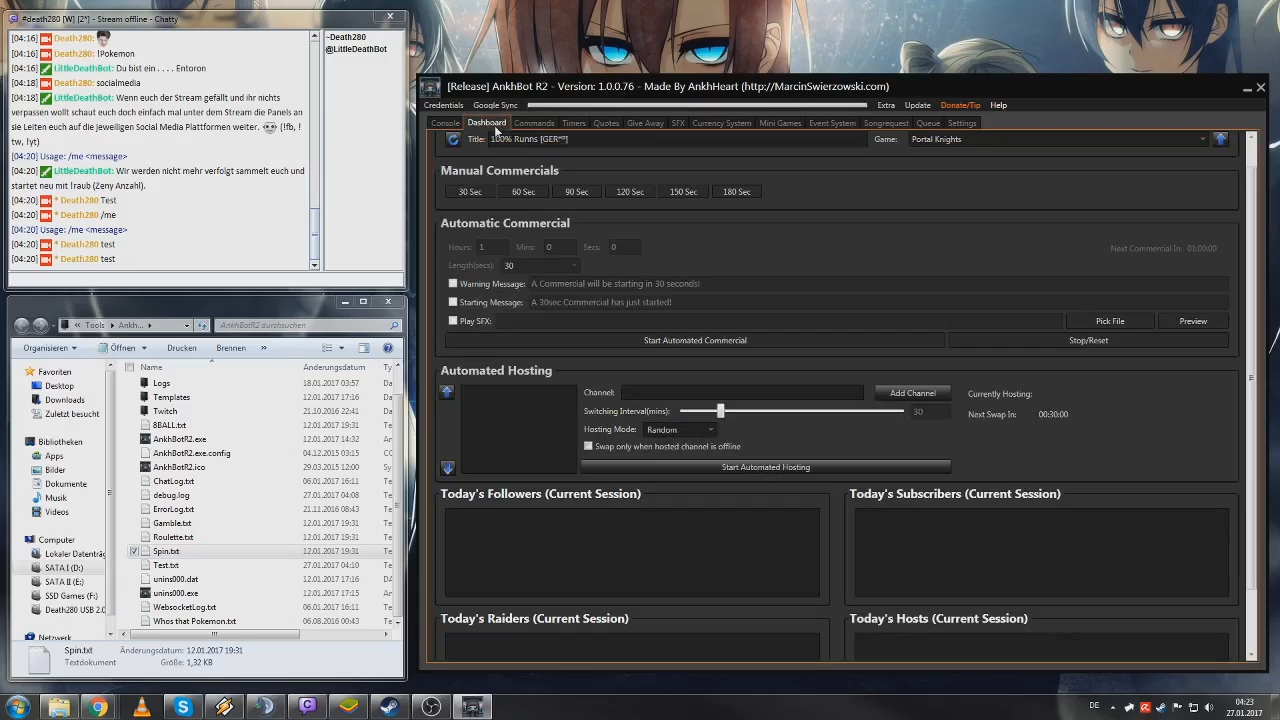 #death280 [W] [2*] - Stream offline - Chatty
[04:16] Death280:
[04:16] Death280: !Pokemon
[04:16] LittleDeathBot: Du bist ein . . . . Entoron
[04:18] Death280: socialmedia
[04:18] LittleDeathBot: Wenn euch der Stream gefällt und ihr nichts
verpassen wollt schaut euch doch einfach mal unter dem Stream die Panels an
sie Leiten euch auf die Jeweiligen Social Media Plattformen weiter. (!fb, !
tw, !yt)
[04:20] Usage: /me <message>
[04:20] LittleDeathBot: Wir werden nicht mehr verfolgt sammelt euch und
startet neu mit !raub (Zeny Anzahl).
[04:20] * Death280 Test
[04:20] * Death280 /me
[04:20] Usage: /me <message>
[04:20] * Death280 test
[04:20] * Death280 test
~Death280
@LittleDeathBot
« Tools ▸ Ankh... ▸
AnkhBotR2 durchsuchen
Organisieren
Öffnen
Drucken
Brennen
»
Favoriten
Desktop
Downloads
Zuletzt besucht
Bibliotheken
Apps
Bilder
Dokumente
Musik
Videos
Computer
Lokaler Datenträ
SATA I (D:)
SATA II (E:)
SSD Games (F:)
Death280 USB 2.0
Netzwerk
Name Änderungsdatum Ty
Logs 18.01.2017 03:57
Templates 12.01.2017 17:16
Twitch 21.10.2016 22:41
8BALL.txt 12.01.2017 19:31
AnkhBotR2.exe 12.01.2017 14:32
AnkhBotR2.exe.config 04.12.2015 03:15
AnkhBotR2.ico 29.03.2015 12:00
ChatLog.txt 06.01.2017 16:11
debug.log 27.01.2017 04:08
ErrorLog.txt 21.11.2016 08:43
Gamble.txt 12.01.2017 19:31
Roulette.txt 12.01.2017 19:31
Spin.txt 12.01.2017 19:31
Test.txt 27.01.2017 04:10
unins000.dat 12.01.2017 17:15
unins000.exe 12.01.2017 17:15
WebsocketLog.txt 06.01.2017 16:11
Whos that Pokemon.txt 06.08.2016 00:43
Spin.txt Änderungsdatum: 12.01.2017 19:31
Textdokument Größe: 1,32 KB
[Release] AnkhBot R2 - Version: 1.0.0.76 - Made By AnkhHeart (http://MarcinSwierzowski.com)
Credentials Google Sync Extra Update Donate/Tip Help
Console Dashboard Commands Timers Quotes Give Away SFX Currency System Mini Games Event System Songrequest Queue Settings
Title: 100% Runns [GER*°] Game: Portal Knights
Manual Commercials
30 Sec 60 Sec 90 Sec 120 Sec 150 Sec 180 Sec
Automatic Commercial
Hours: 1 Mins: 0 Secs: 0 Next Commercial In: 01:00:00
Length(secs): 30
Warning Message: A Commercial will be starting in 30 seconds!
Starting Message: A 30sec Commercial has just started!
Play SFX: Pick File Preview
Start Automated Commercial Stop/Reset
Automated Hosting
Channel: Add Channel Currently Hosting:
Switching Interval(mins): 30 Next Swap In: 00:30:00
Hosting Mode: Random
Swap only when hosted channel is offline
Start Automated Hosting
Today's Followers (Current Session) Today's Subscribers (Current Session)
Today's Raiders (Current Session) Today's Hosts (Current Session)
DE 04:23
27.01.2017